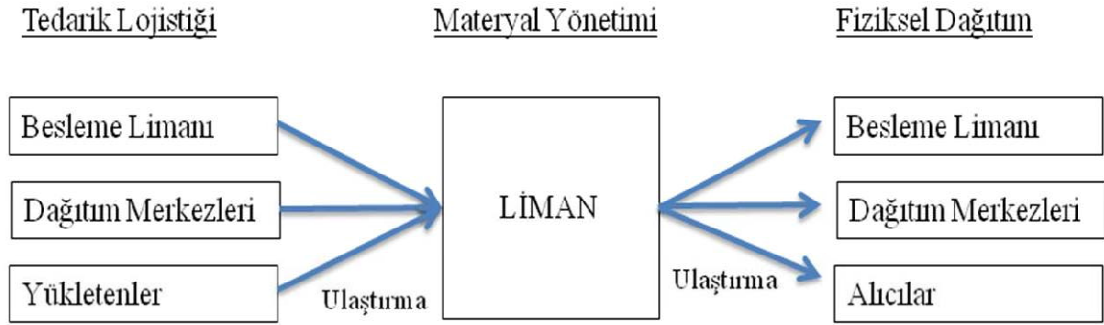 Tedarik Lojistiği
Materyal Yönetimi
Fiziksel Dağıtım
Besleme Limanı
Besleme Limanı
Dağıtım Merkezleri
LİMAN
Dağıtım Merkezleri
Yükletenler
Ulaştırma
Ulaştırma
Alıcılar